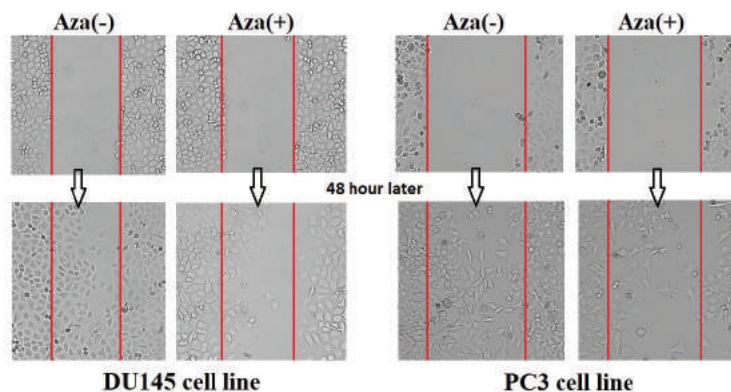 Aza(-) Aza(+) Aza(-) Aza(+)
48 hour later
DU145 cell line PC3 cell line